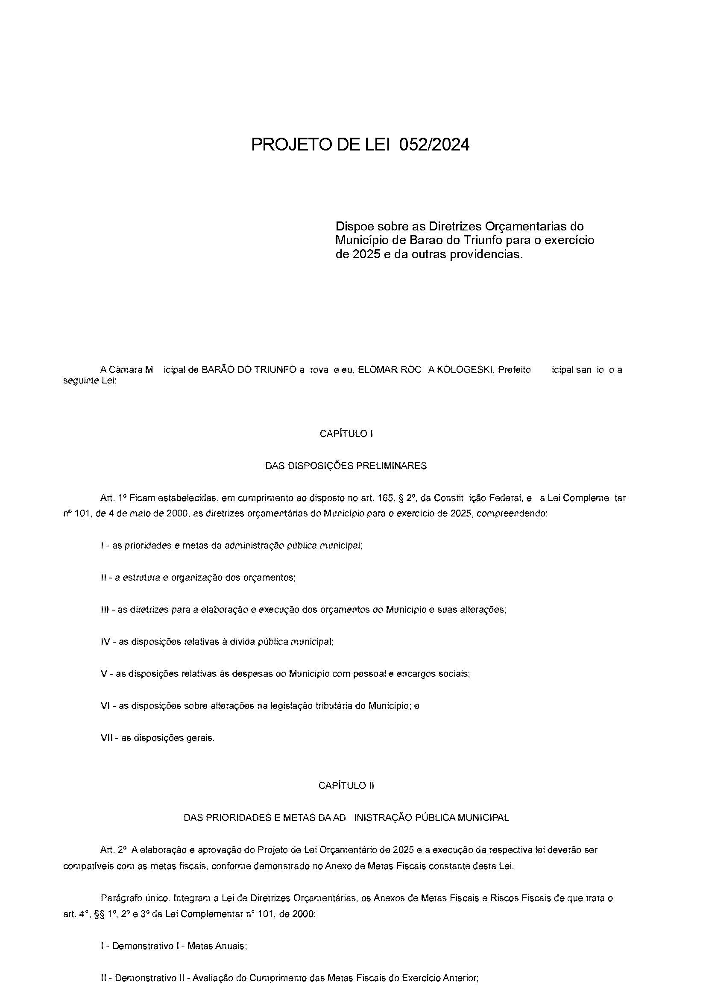 PROJETO DE LEI 052/2024
Dispoe sobre as Diretrizes Orçamentarias do
Município de Barao do Triunfo para o exercício
de 2025 e da outras providencias.
A Câmara M icipal de BARÃO DO TRIUNFO a rova e eu, ELOMAR ROC A KOLOGESKI, Prefeito icipal san io o a
seguinte Lei:
CAPÍTULO I
DAS DISPOSIÇÕES PRELIMINARES
Art. 1º Ficam estabelecidas, em cumprimento ao disposto no art. 165, § 2º, da Constit ição Federal, e a Lei Compleme tar
nº 101, de 4 de maio de 2000, as diretrizes orçamentárias do Município para o exercício de 2025, compreendendo:
I - as prioridades e metas da administração pública municipal;
II - a estrutura e organização dos orçamentos;
III - as diretrizes para a elaboração e execução dos orçamentos do Município e suas alterações;
IV - as disposições relativas à dívida pública municipal;
V - as disposições relativas às despesas do Município com pessoal e encargos sociais;
VI - as disposições sobre alterações na legislação tributária do Município; e
VII - as disposições gerais.
CAPÍTULO II
DAS PRIORIDADES E METAS DA AD INISTRAÇÃO PÚBLICA MUNICIPAL
Art. 2º A elaboração e aprovação do Projeto de Lei Orçamentário de 2025 e a execução da respectiva lei deverão ser
compatíveis com as metas fiscais, conforme demonstrado no Anexo de Metas Fiscais constante desta Lei.
Parágrafo único. Integram a Lei de Diretrizes Orçamentárias, os Anexos de Metas Fiscais e Riscos Fiscais de que trata o
art. 4°, §§ 1º, 2º e 3º da Lei Complementar n° 101, de 2000:
I - Demonstrativo I - Metas Anuais;
II - Demonstrativo II - Avaliação do Cumprimento das Metas Fiscais do Exercício Anterior;